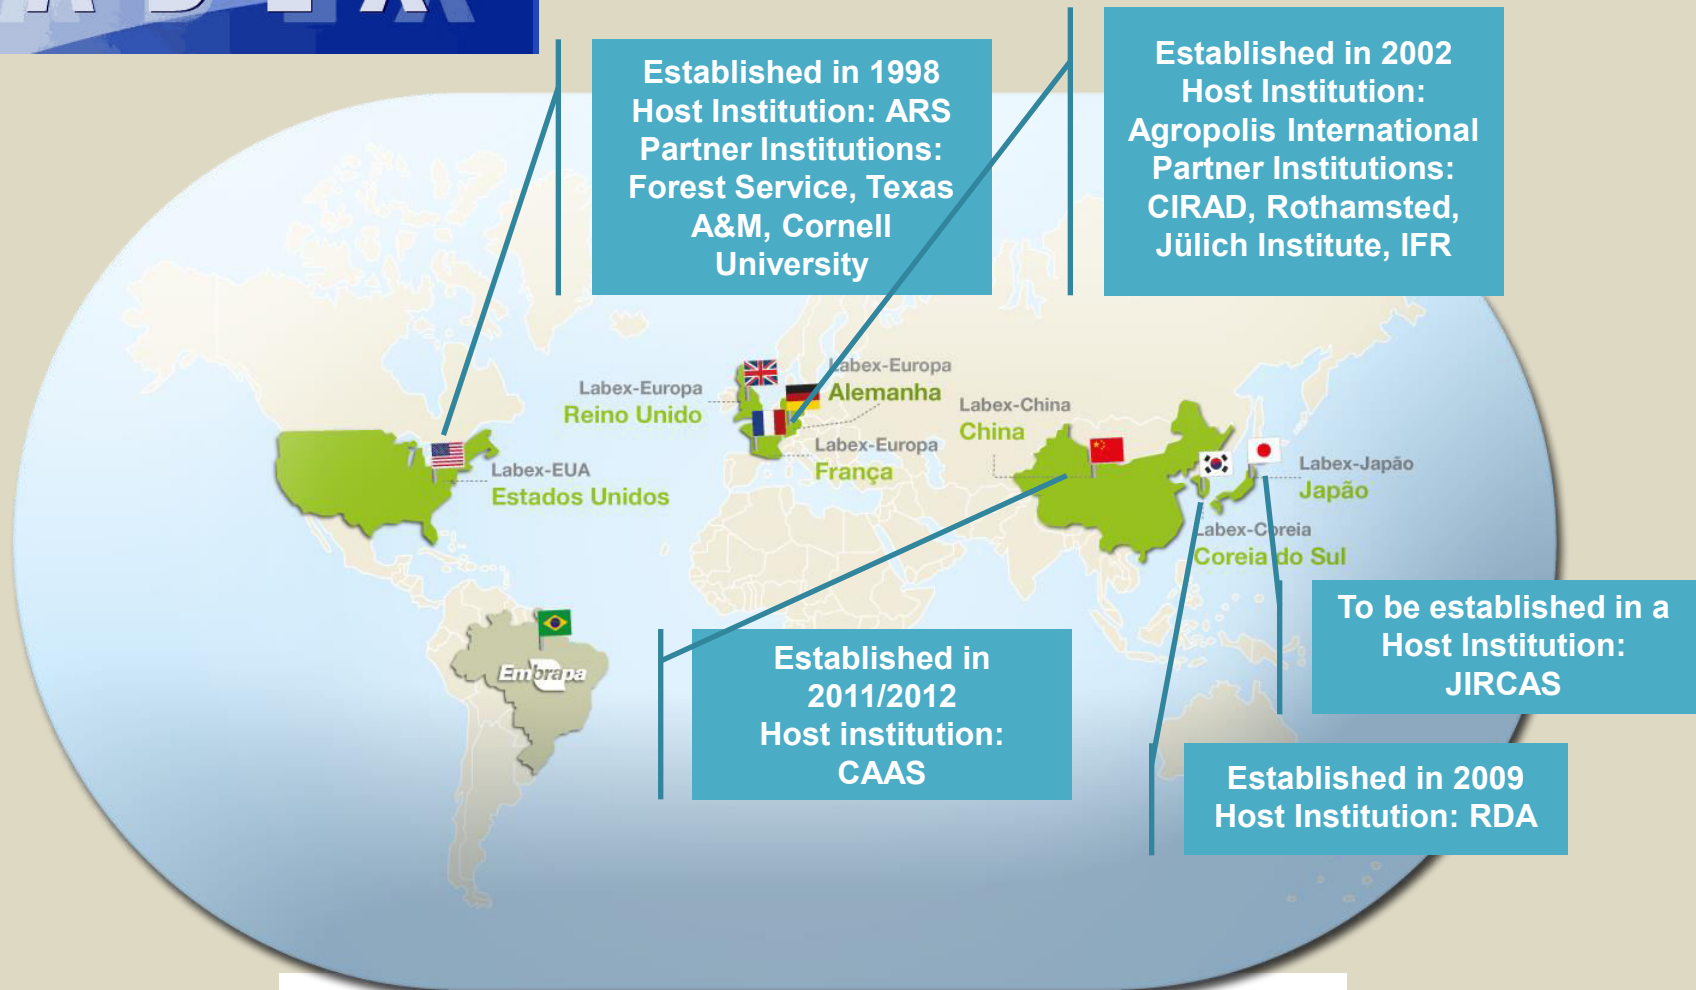 Established in 1998
Host Institution: ARS
Partner Institutions:
Forest Service, Texas
A&M, Cornell
University
Established in 2002
Host Institution:
Agropolis International
Partner Institutions:
CIRAD, Rothamsted,
Jülich Institute, IFR
Labex-Europa
Reino Unido
Labex-Europa
Alemanha
Labex-Europa
França
Labex-China
China
Labex-EUA
Estados Unidos
Labex-Japão
Japão
Labex-Coreia
Coreia do Sul
Embrapa
To be established in a
Host Institution:
JIRCAS
Established in
2011/2012
Host institution:
CAAS
Established in 2009
Host Institution: RDA